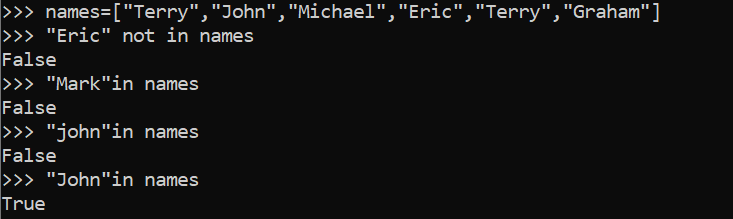 >>> names=["Terry","John","Michael","Eric","Terry","Graham"]
>>> "Eric" not in names
False
>>> "Mark"in names
False
>>> "john"in names
False
>>> "John"in names
True